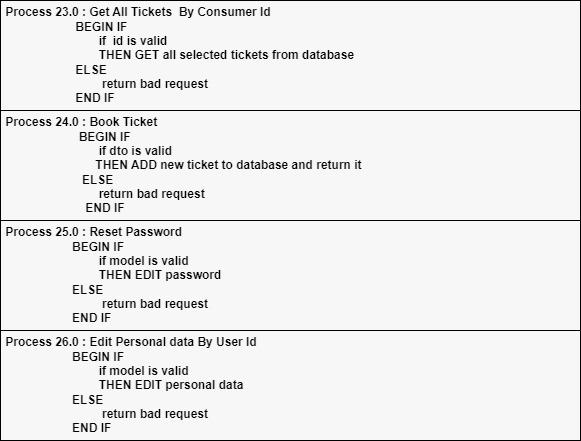 Process 23.0 : Get All Tickets  By Consumer Id
BEGIN IF
if  id is valid
THEN GET all selected tickets from database
ELSE
return bad request
END IF
Process 24.0 : Book Ticket
BEGIN IF
if dto is valid
THEN ADD new ticket to database and return it
ELSE
return bad request
END IF
Process 25.0 : Reset Password
BEGIN IF
if model is valid
THEN EDIT password
ELSE
return bad request
END IF
Process 26.0 : Edit Personal data By User Id
BEGIN IF
if model is valid
THEN EDIT personal data
ELSE
return bad request
END IF